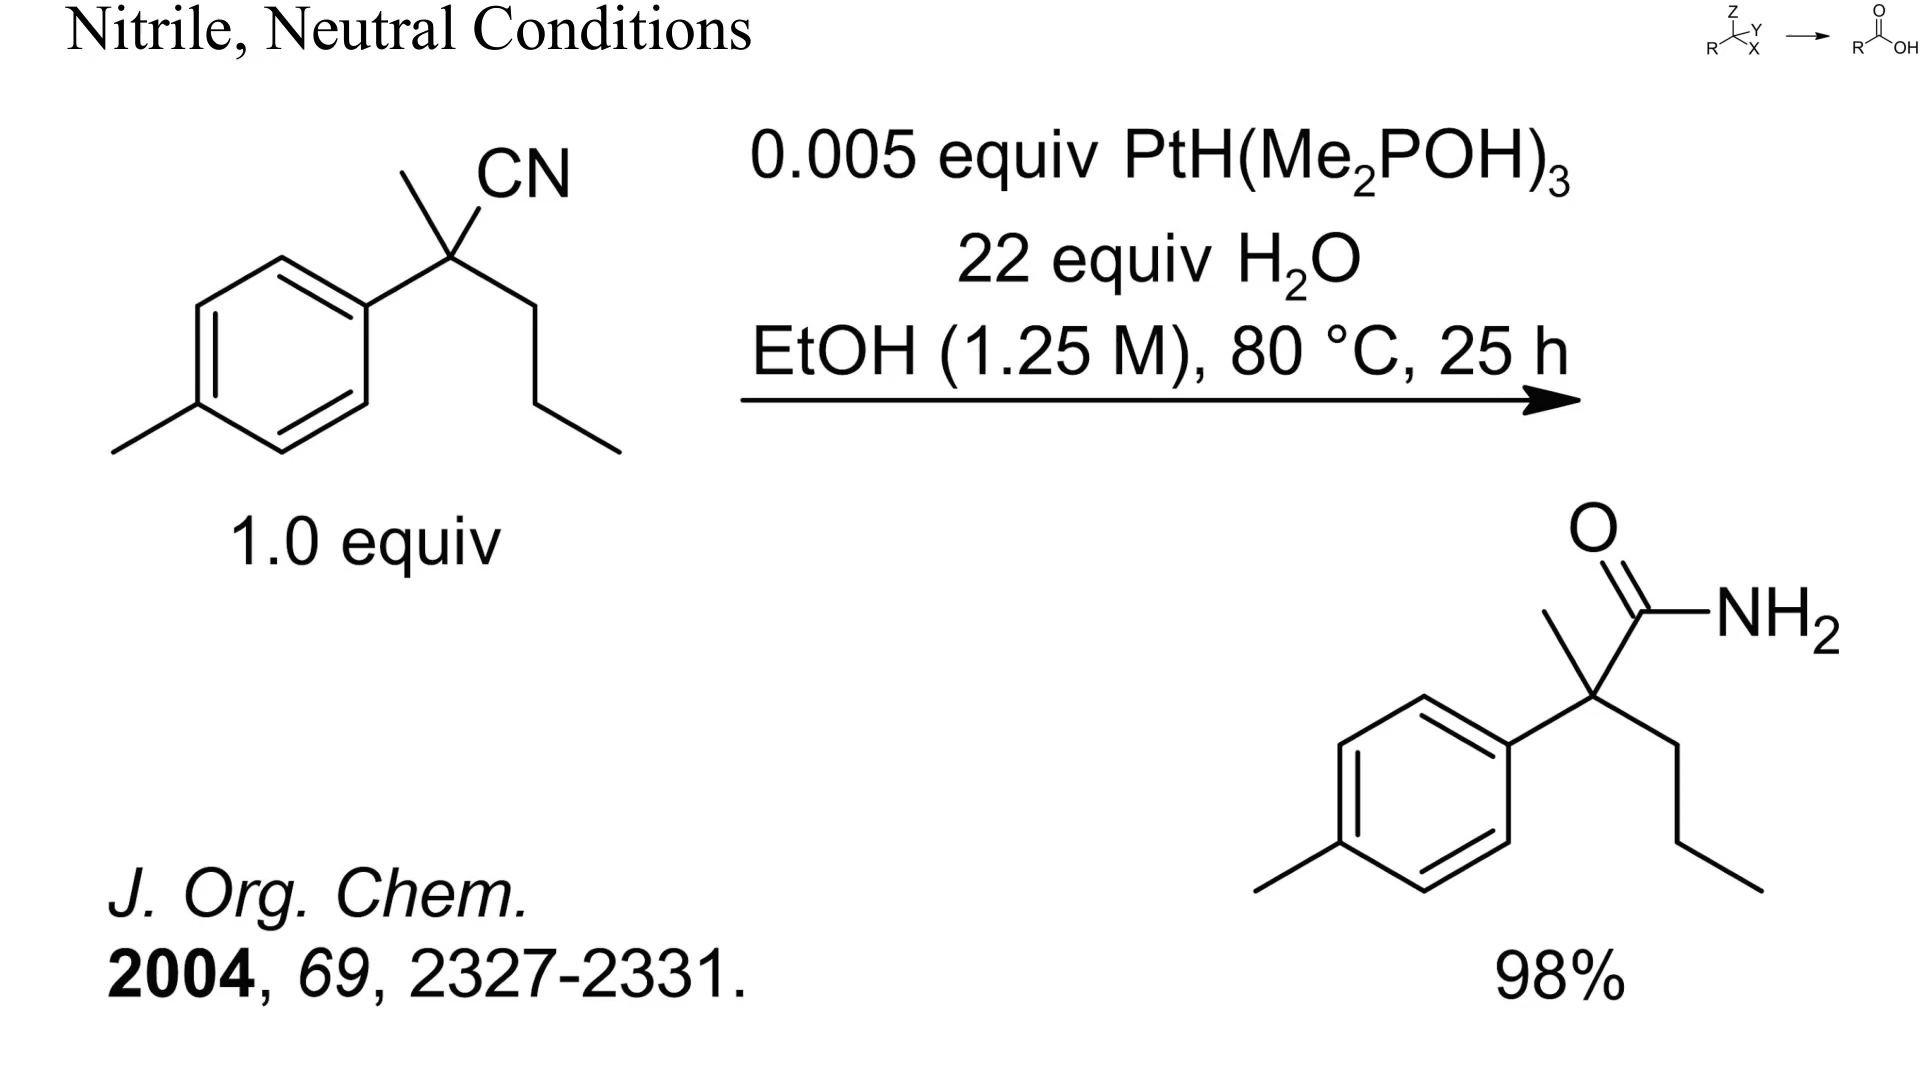 Nitrile, Neutral Conditions
Z
R Y X
O
R OH
CN
0.005 equiv PtH(Me₂POH)₃
22 equiv H₂O
EtOH (1.25 M), 80 °C, 25 h
1.0 equiv
O
NH₂
J. Org. Chem.
2004, 69, 2327-2331.
98%